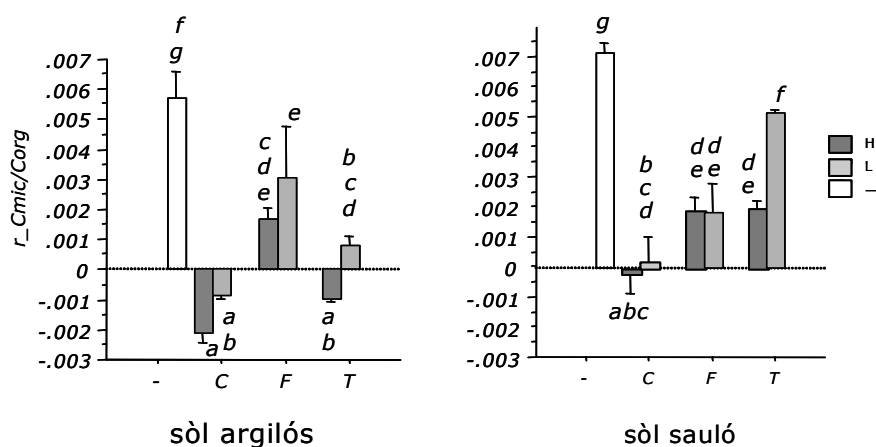 r_Cmic/Corg
.007
.006
.005
.004
.003
.002
.001
0
-.001
-.002
-.003
f
g
a
a
b
c
d
e
e
a
b
b
c
d
-
C
F
T
sòl argilós
.007
.006
.005
.004
.003
.002
.001
0
-.001
-.002
-.003
g
abc
b
c
d
d
e
d
e
d
e
f
-
C
F
T
sòl sauló
H
L
—